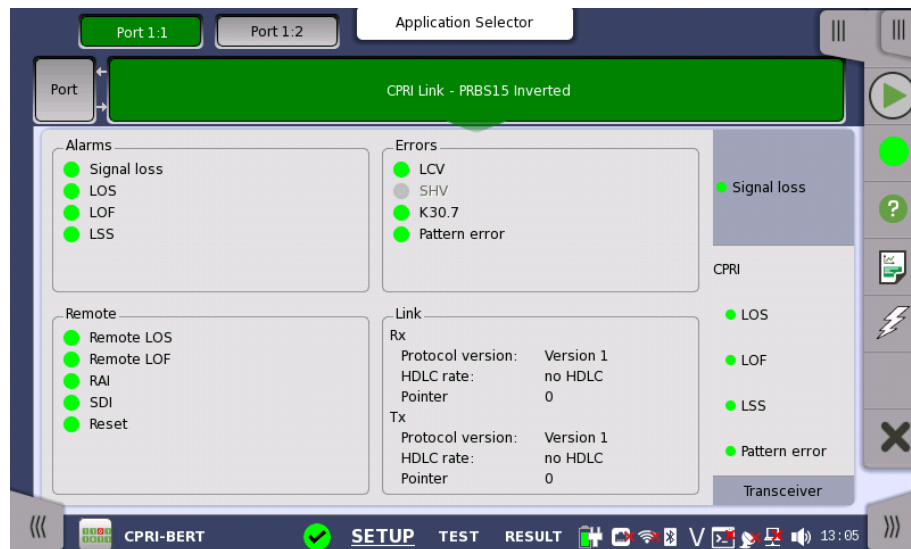 Application Selector
Port 1:1
Port 1:2
Port
CPRI Link - PRBS15 Inverted
Alarms
Signal loss
LOS
LOF
LSS
Errors
LCV
SHV
K30.7
Pattern error
Remote
Remote LOS
Remote LOF
RAI
SDI
Reset
Link
Rx
Protocol version: Version 1
HDLC rate: no HDLC
Pointer 0
Tx
Protocol version: Version 1
HDLC rate: no HDLC
Pointer 0
Signal loss
CPRI
LOS
LOF
LSS
Pattern error
Transceiver
CPRI-BERT
SETUP TEST RESULT V 13:05